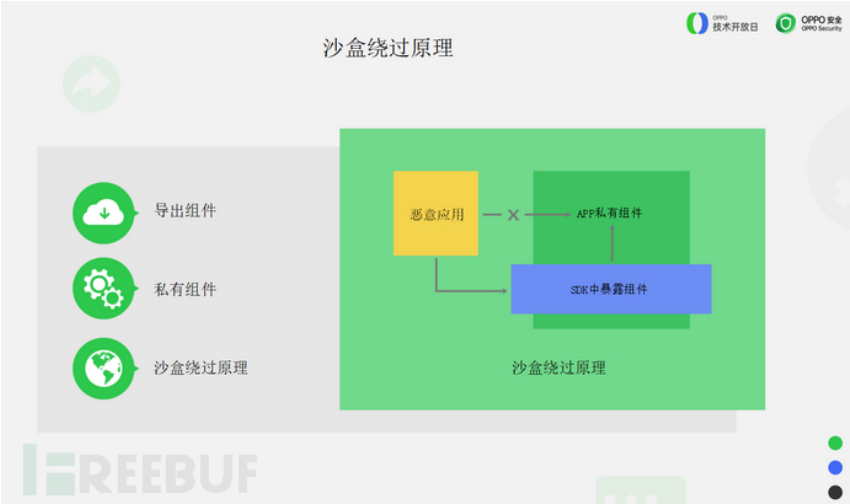 OPPO
技术开放日
OPPO 安全
OPPO Security
沙盒绕过原理
导出组件
私有组件
沙盒绕过原理
恶意应用
APP私有组件
SDK中暴露组件
沙盒绕过原理
FREEBUF